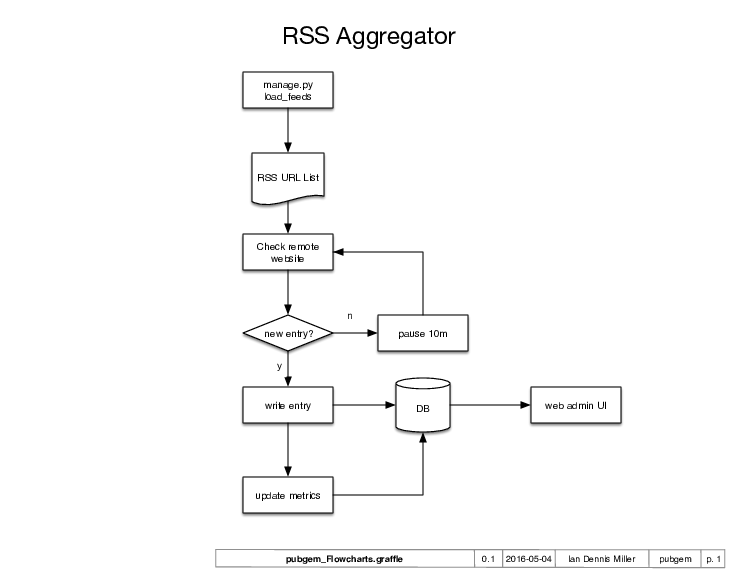 RSS Aggregator
manage.py
load_feeds
RSS URL List
Check remote
website
new entry?
n
pause 10m
y
write entry
DB
web admin UI
update metrics
pubgem_Flowcharts.graffle 0.1 2016-05-04 Ian Dennis Miller pubgem p. 1